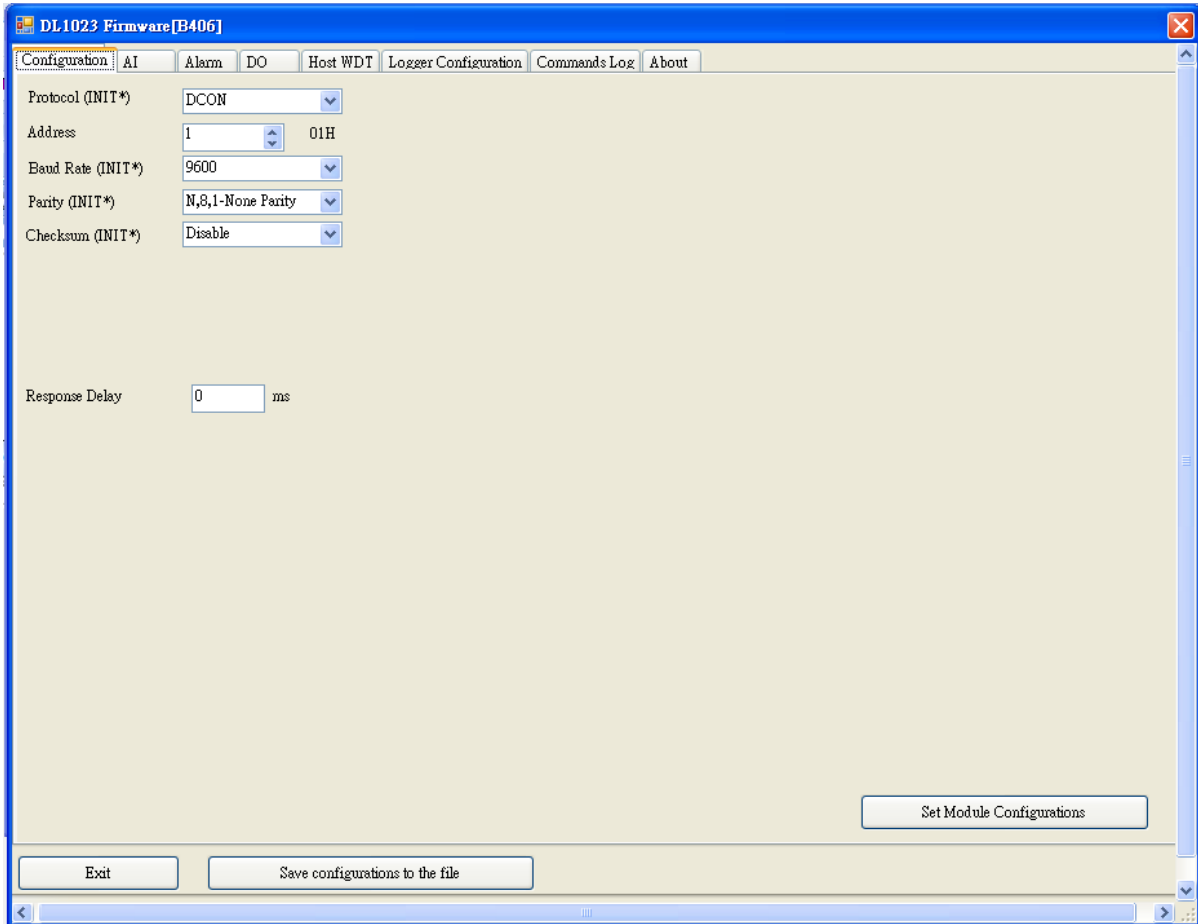 DL1023 Firmware[B406]
Configuration AI Alarm DO Host WDT Logger Configuration Commands Log About
Protocol (INIT*) DCON
Address 1 01H
Baud Rate (INIT*) 9600
Parity (INIT*) N,8,1-None Parity
Checksum (INIT*) Disable
Response Delay 0 ms
Set Module Configurations
Exit Save configurations to the file